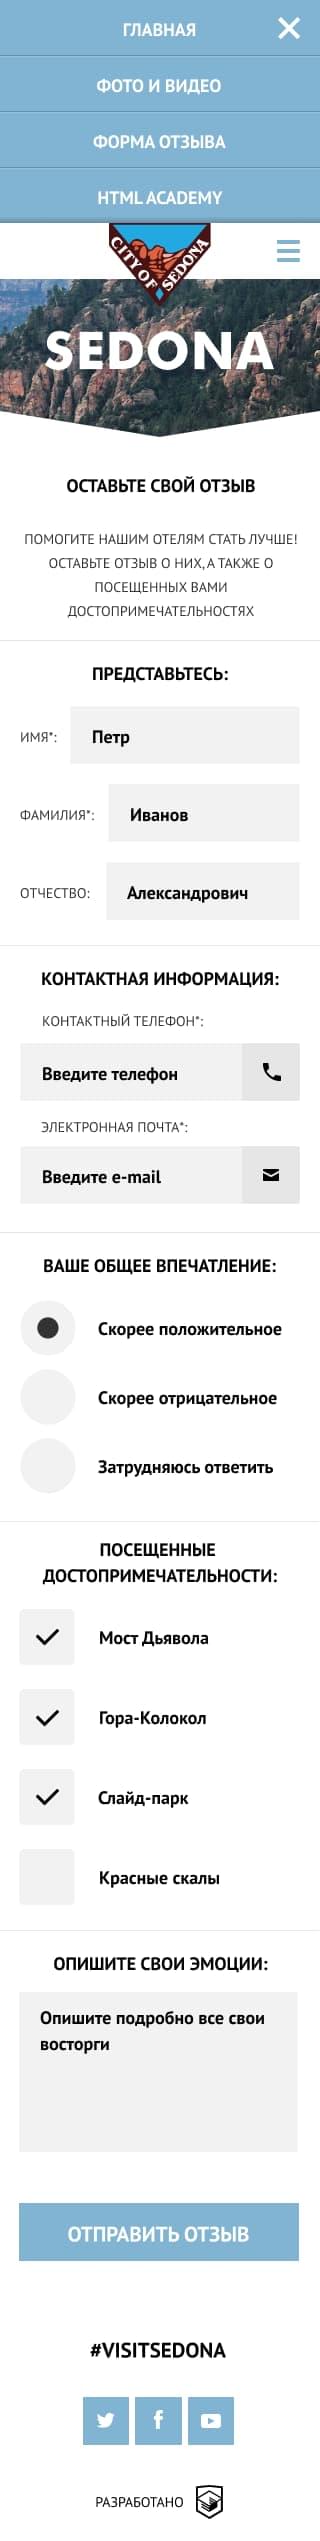 ГЛАВНАЯ
ФОТО И ВИДЕО
ФОРМА ОТЗЫВА
HTML ACADEMY
CITY OF SEDONA
SEDONA
ОСТАВЬТЕ СВОЙ ОТЗЫВ
ПОМОГИТЕ НАШИМ ОТЕЛЯМ СТАТЬ ЛУЧШЕ!
ОСТАВЬТЕ ОТЗЫВ О НИХ, А ТАКЖЕ О
ПОСЕЩЕННЫХ ВАМИ
ДОСТОПРИМЕЧАТЕЛЬНОСТЯХ
ПРЕДСТАВЬТЕСЬ:
ИМЯ*: Петр
ФАМИЛИЯ*: Иванов
ОТЧЕСТВО: Александрович
КОНТАКТНАЯ ИНФОРМАЦИЯ:
КОНТАКТНЫЙ ТЕЛЕФОН*:
Введите телефон
ЭЛЕКТРОННАЯ ПОЧТА*:
Введите e-mail
ВАШЕ ОБЩЕЕ ВПЕЧАТЛЕНИЕ:
Скорее положительное
Скорее отрицательное
Затрудняюсь ответить
ПОСЕЩЕННЫЕ
ДОСТОПРИМЕЧАТЕЛЬНОСТИ:
Мост Дьявола
Гора-Колокол
Слайд-парк
Красные скалы
ОПИШИТЕ СВОИ ЭМОЦИИ:
Опишите подробно все свои
восторги
ОТПРАВИТЬ ОТЗЫВ
#VISITSEDONA
РАЗРАБОТАНО